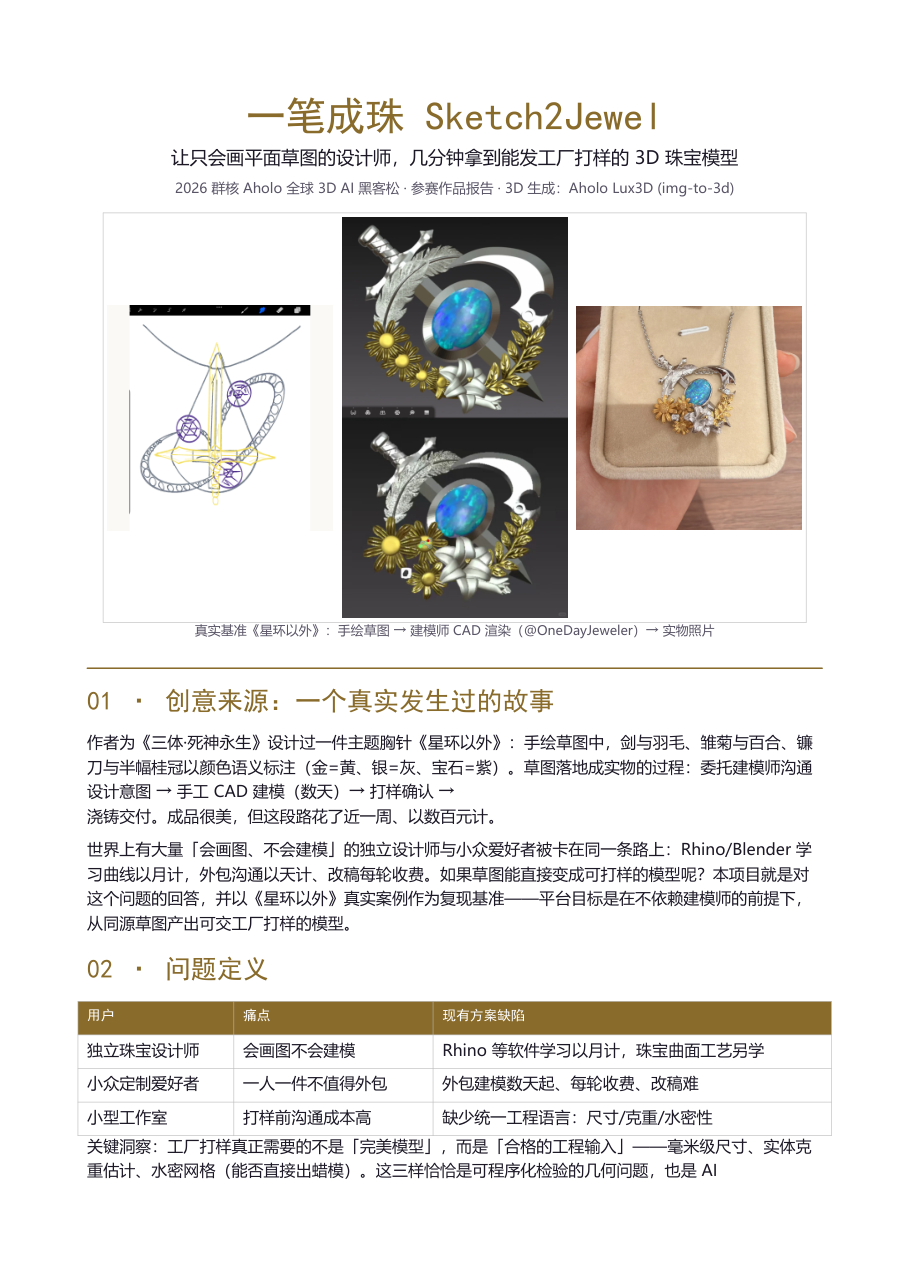 一笔成珠 Sketch2Jewel
让只会画平面草图的设计师，几分钟拿到能发工厂打样的 3D 珠宝模型
2026 群核 Aholo 全球 3D AI 黑客松 · 参赛作品报告 · 3D 生成：Aholo Lux3D (img-to-3d)
真实基准《星环以外》：手绘草图 → 建模师 CAD 渲染（@OneDayJeweler）→ 实物照片
01 · 创意来源：一个真实发生过的故事
作者为《三体·死神永生》设计过一件主题胸针《星环以外》：手绘草图中，剑与羽毛、雏菊与百合、镰
刀与半幅桂冠以颜色语义标注（金=黄、银=灰、宝石=紫）。草图落地成实物的过程：委托建模师沟通
设计意图 → 手工 CAD 建模（数天）→ 打样确认 →
浇铸交付。成品很美，但这段路花了近一周、以数百元计。
世界上有大量「会画图、不会建模」的独立设计师与小众爱好者被卡在同一条路上：Rhino/Blender 学
习曲线以月计，外包沟通以天计、改稿每轮收费。如果草图能直接变成可打样的模型呢？本项目就是对
这个问题的回答，并以《星环以外》真实案例作为复现基准——平台目标是在不依赖建模师的前提下，
从同源草图产出可交工厂打样的模型。
02 · 问题定义
用户 痛点 现有方案缺陷
独立珠宝设计师 会画图不会建模 Rhino 等软件学习以月计，珠宝曲面工艺另学
小众定制爱好者 一人一件不值得外包 外包建模数天起、每轮收费、改稿难
小型工作室 打样前沟通成本高 缺少统一工程语言：尺寸/克重/水密性
关键洞察：工厂打样真正需要的不是「完美模型」，而是「合格的工程输入」——毫米级尺寸、实体克
重估计、水密网格（能否直接出蜡模）。这三样恰恰是可程序化检验的几何问题，也是 AI